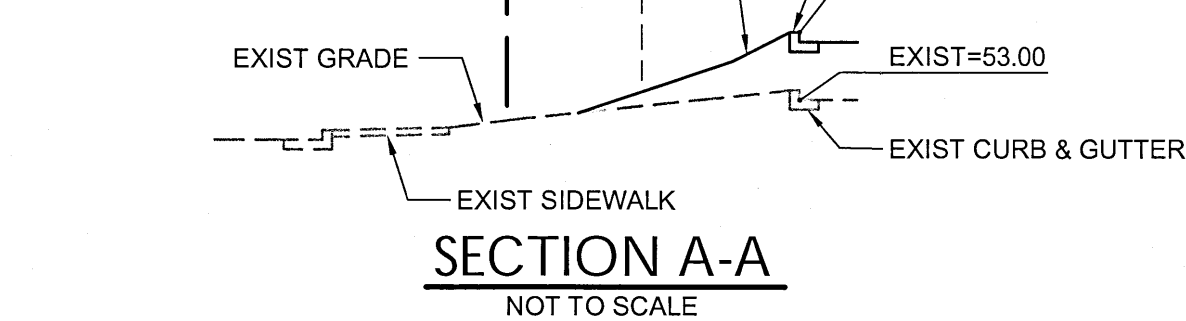 EXIST GRADE
EXIST=53.00
EXIST CURB & GUTTER
EXIST SIDEWALK
SECTION A-A
NOT TO SCALE